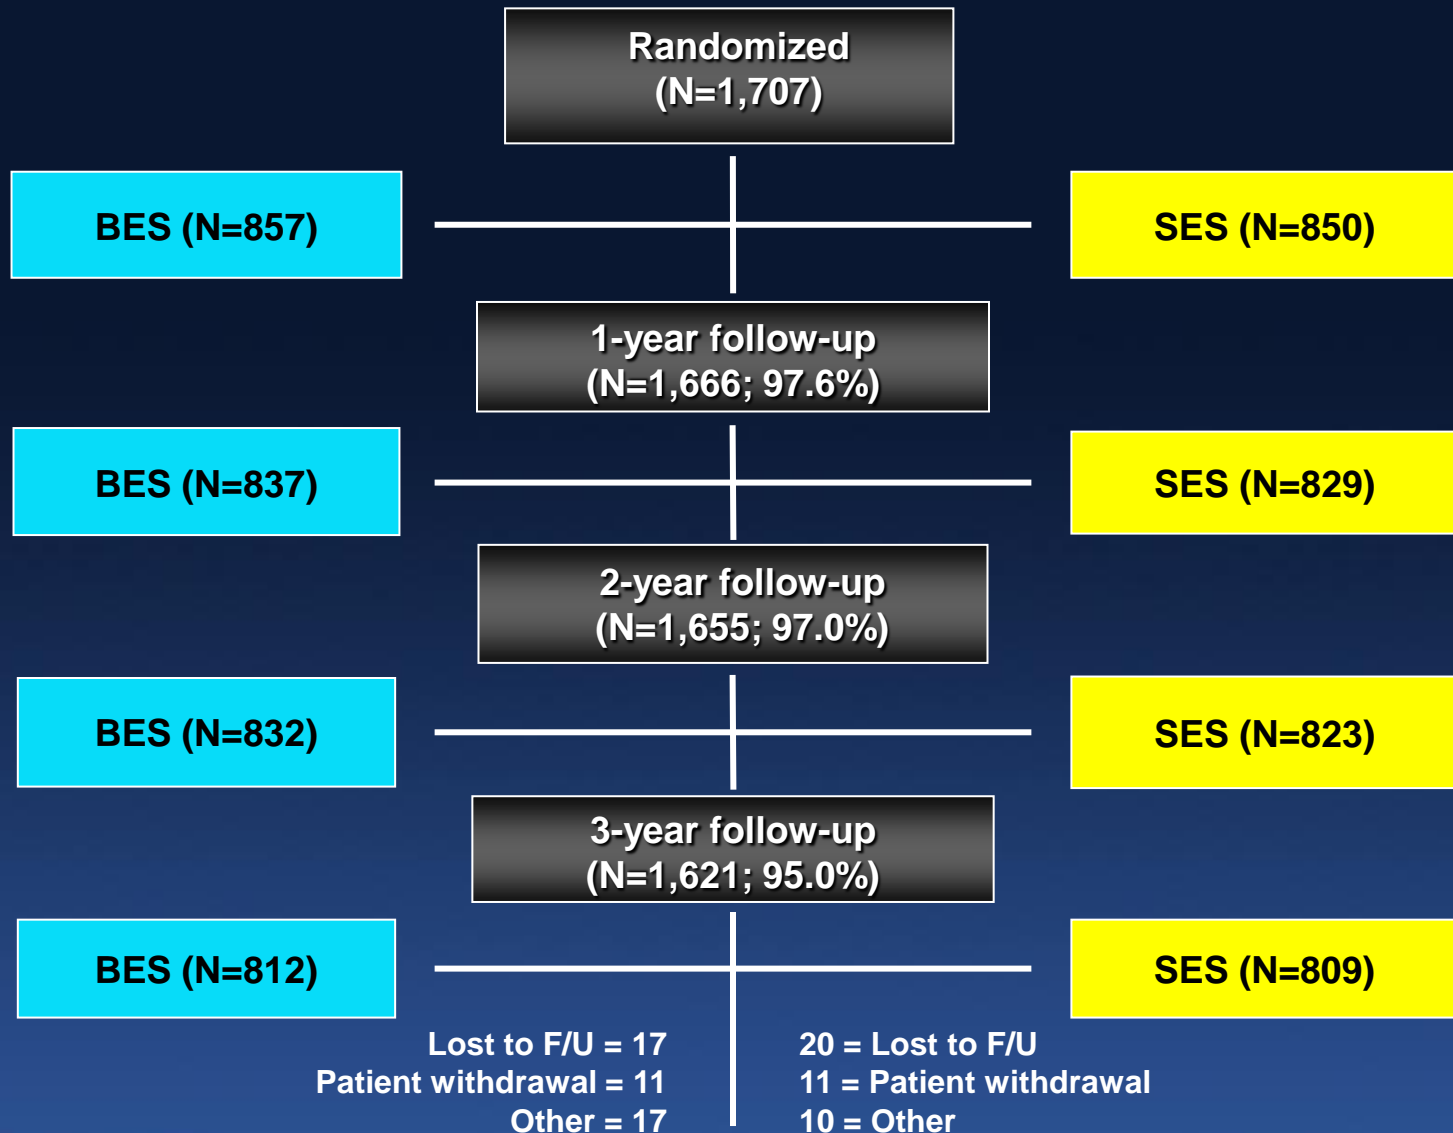 Randomized
(N=1,707)
BES (N=857)
SES (N=850)
1-year follow-up
(N=1,666; 97.6%)
BES (N=837)
SES (N=829)
2-year follow-up
(N=1,655; 97.0%)
BES (N=832)
SES (N=823)
3-year follow-up
(N=1,621; 95.0%)
BES (N=812)
SES (N=809)
Lost to F/U = 17
Patient withdrawal = 11
Other = 17
20 = Lost to F/U
11 = Patient withdrawal
10 = Other